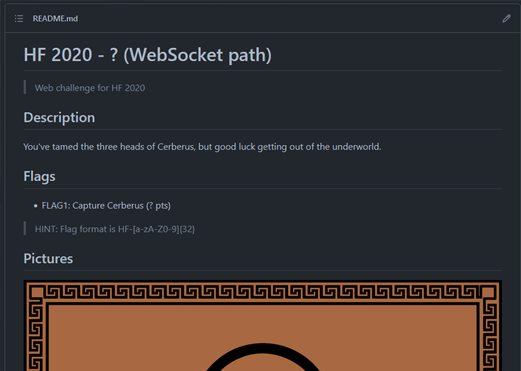 README.md
HF 2020 - ? (WebSocket path)
Web challenge for HF 2020
Description
You've tamed the three heads of Cerberus, but good luck getting out of the underworld.
Flags
FLAG1: Capture Cerberus (? pts)
HINT: Flag format is HF-[a-zA-Z0-9]{32}
Pictures